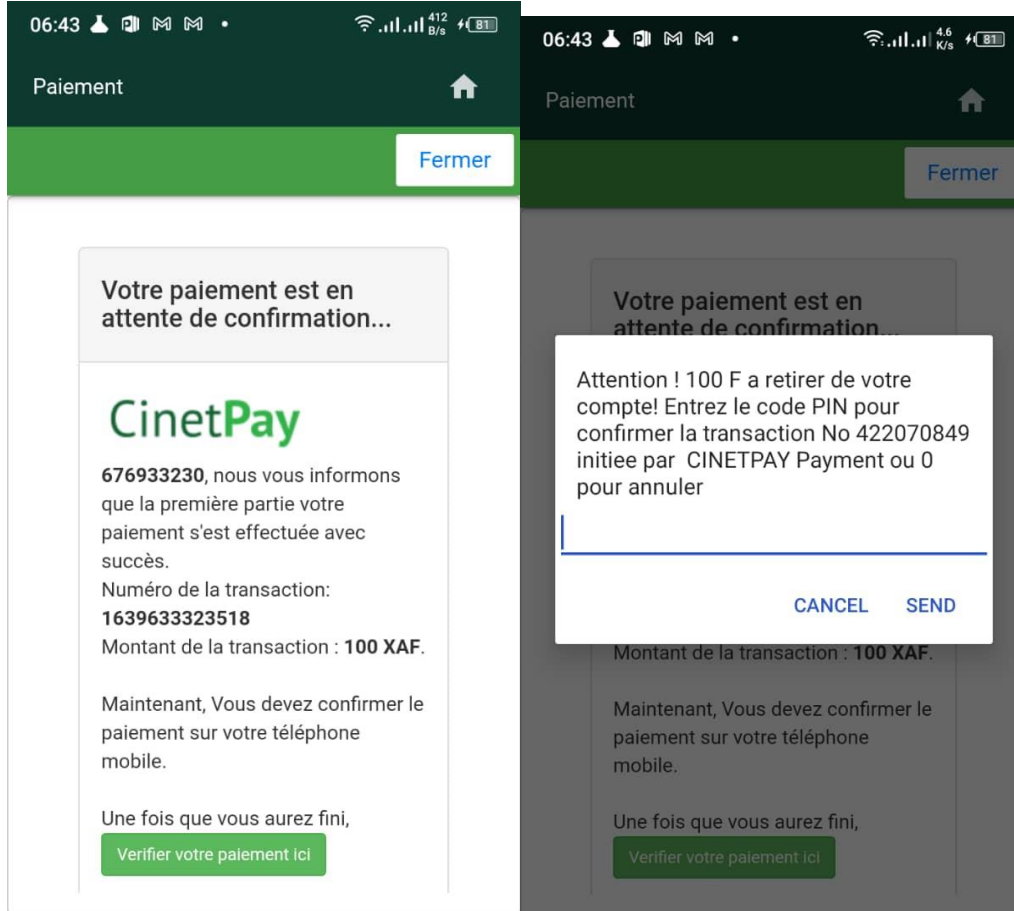 06:43
412
B/s
81
Paiement
Fermer
Votre paiement est en
attente de confirmation...
CinetPay
676933230, nous vous informons
que la première partie votre
paiement s'est effectuée avec
succès.
Numéro de la transaction:
1639633323518
Montant de la transaction : 100 XAF.
Maintenant, Vous devez confirmer le
paiement sur votre téléphone
mobile.
Une fois que vous aurez fini,
Verifier votre paiement ici
06:43
4.6
K/s
81
Paiement
Fermer
Votre paiement est en
attente de confirmation...
Attention ! 100 F a retirer de votre
compte! Entrez le code PIN pour
confirmer la transaction No 422070849
initiee par  CINETPAY Payment ou 0
pour annuler
CANCEL SEND
Montant de la transaction : 100 XAF.
Maintenant, Vous devez confirmer le
paiement sur votre téléphone
mobile.
Une fois que vous aurez fini,
Verifier votre paiement ici